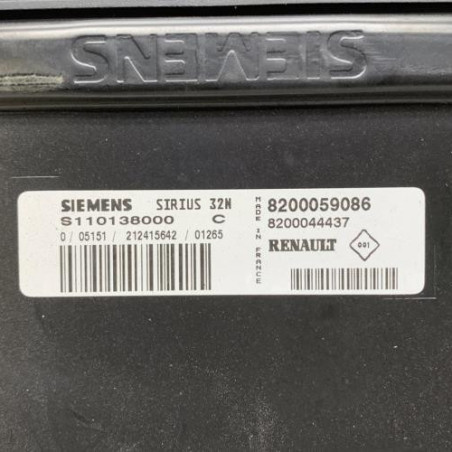 SIEMENS
SIEMENS SIRIUS 32N
S110138000 C
0 / 05151 / 212415642 / 01265
MADE IN FRANCE
8200059086
8200044437
RENAULT 001